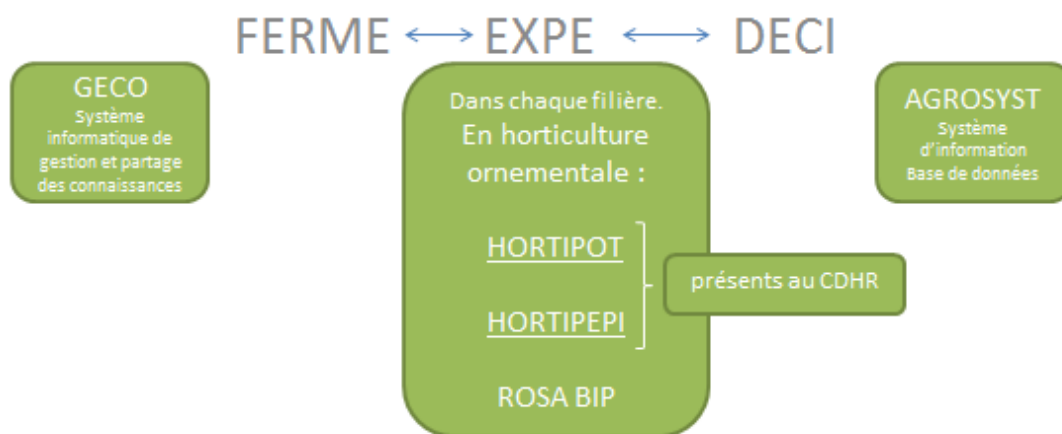 FERME EXPE DECI
GECO
Système
informatique de
gestion et partage
des connaissances
Dans chaque filière.
En horticulture
ornementale :
HORTIPOT
HORTIPEPI
ROSA BIP
présents au CDHR
AGROSYST
Système
d'information
Base de données